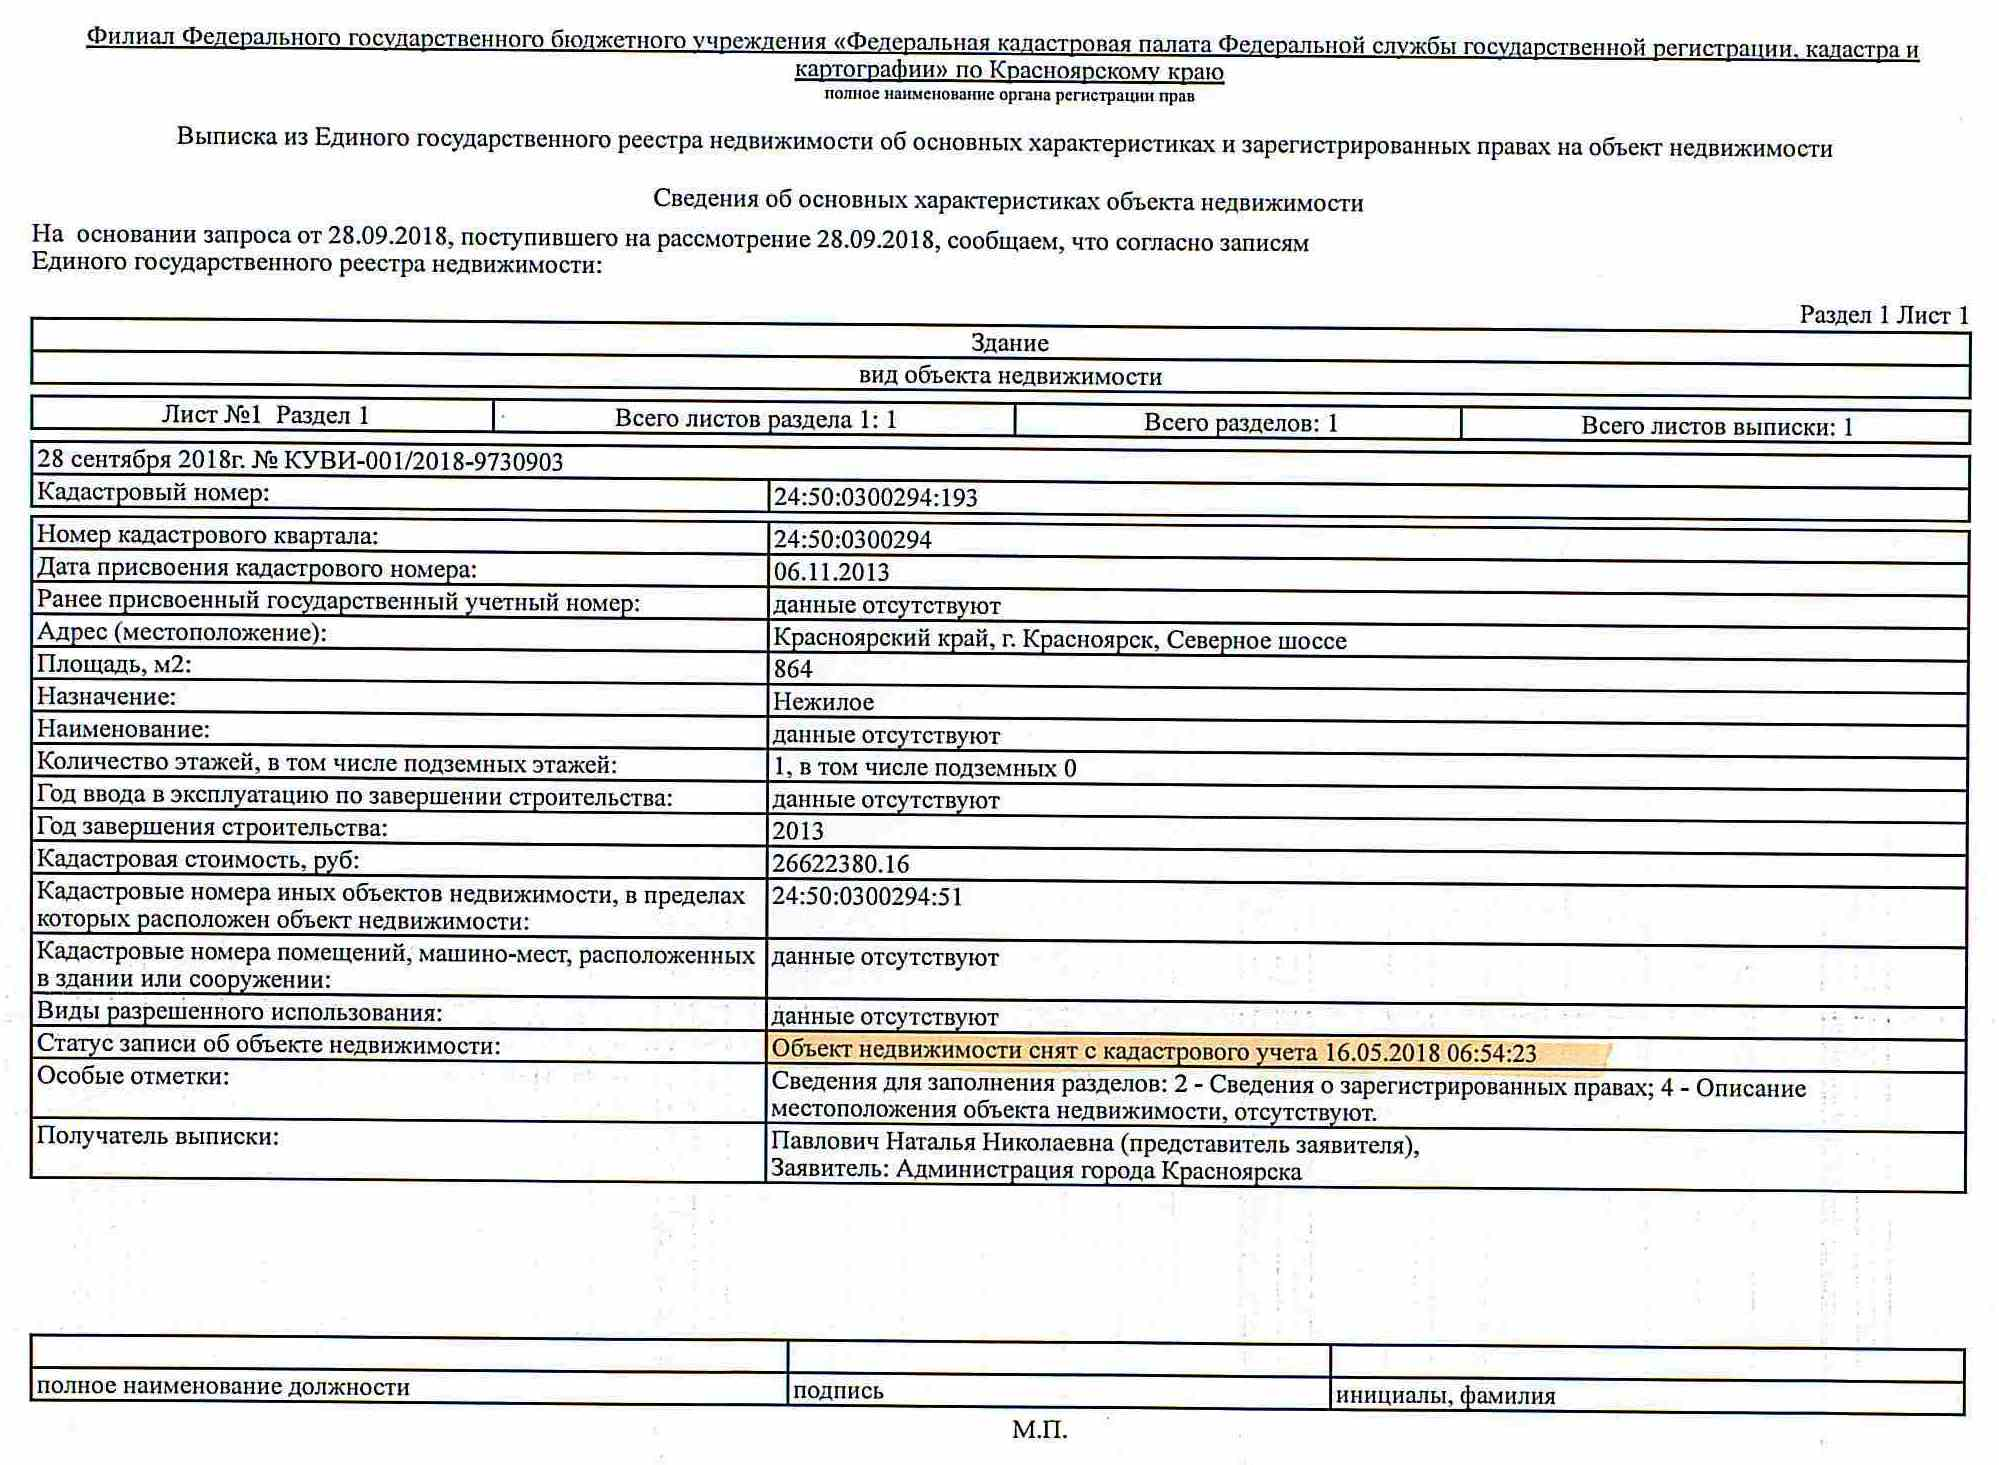 Филиал Федерального государственного бюджетного учреждения «Федеральная кадастровая палата Федеральной службы государственной регистрации, кадастра и
картографии» по Красноярскому краю
полное наименование органа регистрации прав
Выписка из Единого государственного реестра недвижимости об основных характеристиках и зарегистрированных правах на объект недвижимости
Сведения об основных характеристиках объекта недвижимости
На основании запроса от 28.09.2018, поступившего на рассмотрение 28.09.2018, сообщаем, что согласно записям
Единого государственного реестра недвижимости:
Раздел 1 Лист 1
Здание
вид объекта недвижимости
Лист №1 Раздел 1 Всего листов раздела 1: 1 Всего разделов: 1 Всего листов выписки: 1
28 сентября 2018г. № КУВИ-001/2018-9730903
Кадастровый номер: 24:50:0300294:193
Номер кадастрового квартала: 24:50:0300294
Дата присвоения кадастрового номера: 06.11.2013
Ранее присвоенный государственный учетный номер: данные отсутствуют
Адрес (местоположение): Красноярский край, г. Красноярск, Северное шоссе
Площадь, м2: 864
Назначение: Нежилое
Наименование: данные отсутствуют
Количество этажей, в том числе подземных этажей: 1, в том числе подземных 0
Год ввода в эксплуатацию по завершении строительства: данные отсутствуют
Год завершения строительства: 2013
Кадастровая стоимость, руб: 26622380.16
Кадастровые номера иных объектов недвижимости, в пределах 24:50:0300294:51
которых расположен объект недвижимости:
Кадастровые номера помещений, машино-мест, расположенных данные отсутствуют
в здании или сооружении:
Виды разрешенного использования: данные отсутствуют
Статус записи об объекте недвижимости: Объект недвижимости снят с кадастрового учета 16.05.2018 06:54:23
Особые отметки: Сведения для заполнения разделов: 2 - Сведения о зарегистрированных правах; 4 - Описание
местоположения объекта недвижимости, отсутствуют.
Получатель выписки: Павлович Наталья Николаевна (представитель заявителя),
Заявитель: Администрация города Красноярска
полное наименование должности подпись инициалы, фамилия
М.П.